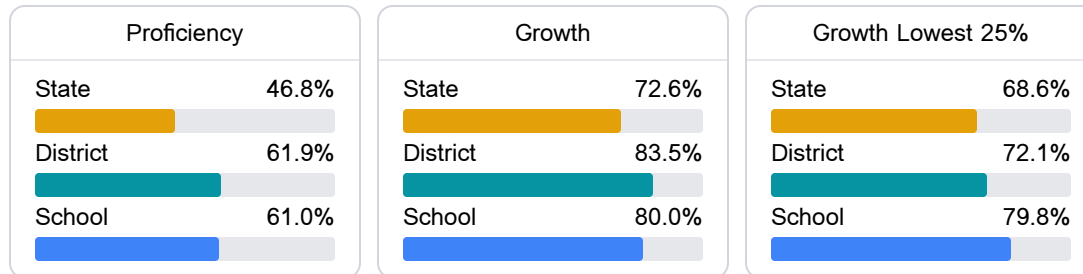 Proficiency
State 46.8%
District 61.9%
School 61.0%
Growth
State 72.6%
District 83.5%
School 80.0%
Growth Lowest 25%
State 68.6%
District 72.1%
School 79.8%